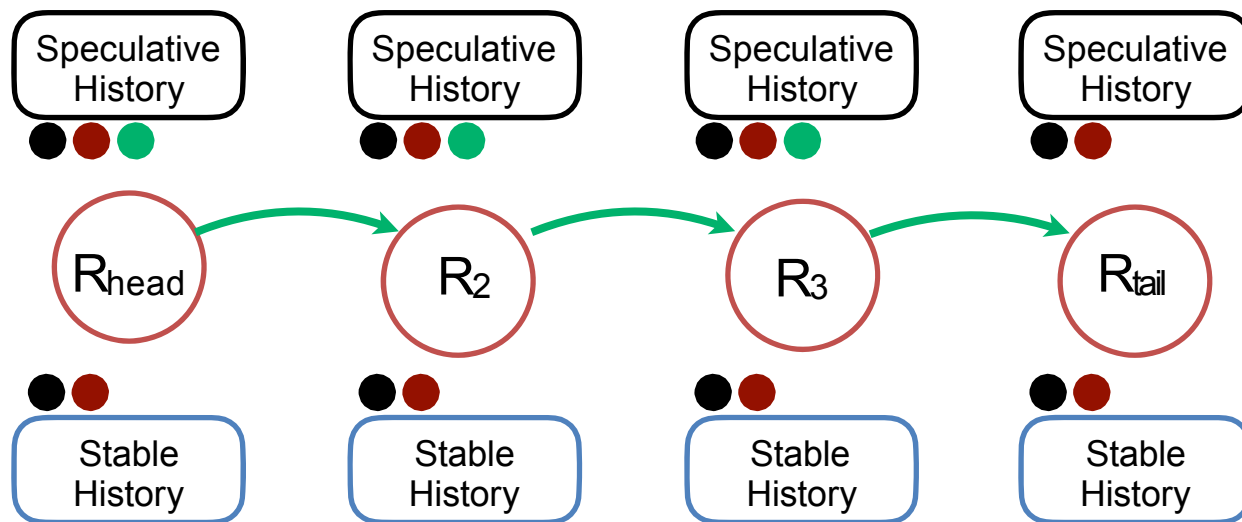 Speculative
History
Speculative
History
Speculative
History
Speculative
History
Rhead
R2
R3
Rtail
Stable
History
Stable
History
Stable
History
Stable
History